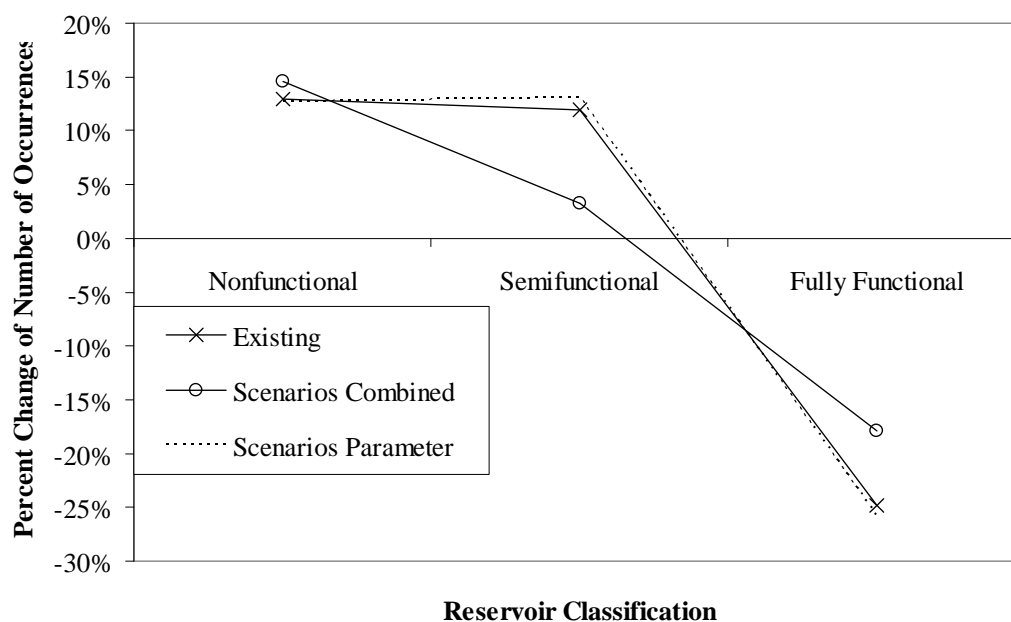 20%
15%
10%
5%
0%
-5%
-10%
-15%
-20%
-25%
-30%
Percent Change of Number of Occurrences
Nonfunctional Semifunctional Fully Functional
Existing
Scenarios Combined
Scenarios Parameter
Reservoir Classification